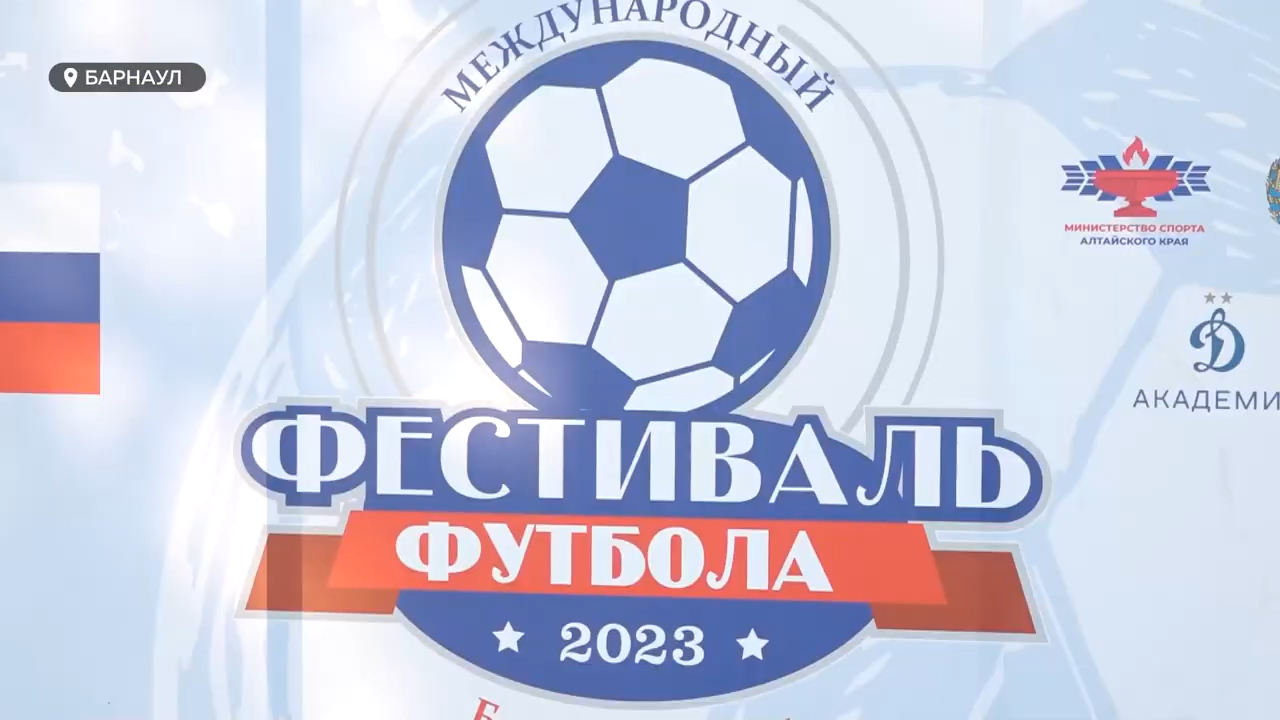 БАРНАУЛ
МЕЖДУНАРОДНЫЙ
ФЕСТИВАЛЬ
ФУТБОЛА
2023
МИНИСТЕРСТВО СПОРТА
АЛТАЙСКОГО КРАЯ
Д
АКАДЕМИ